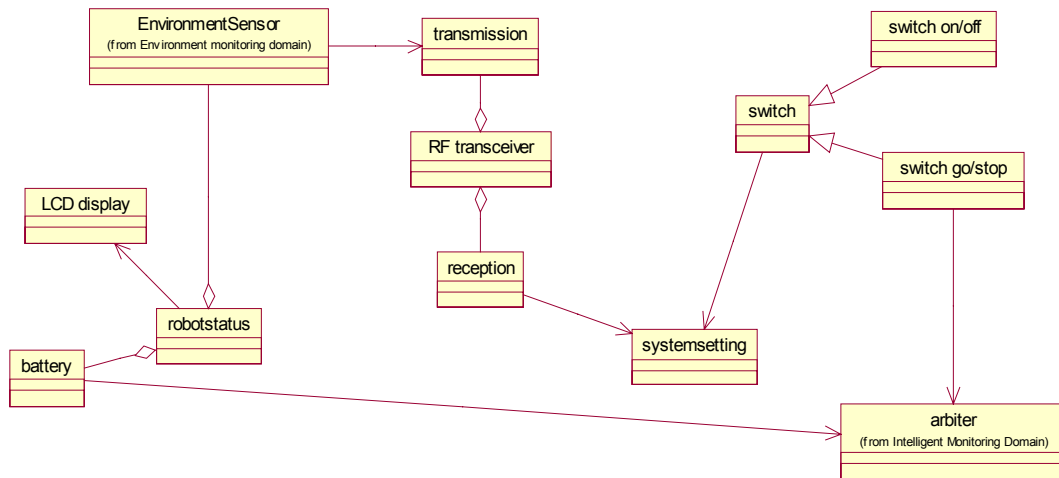 EnvironmentSensor
(from Environment monitoring domain)
transmission
switch on/off
switch
RF transceiver
switch go/stop
LCD display
reception
robotstatus
systemsetting
battery
arbiter
(from Intelligent Monitoring Domain)